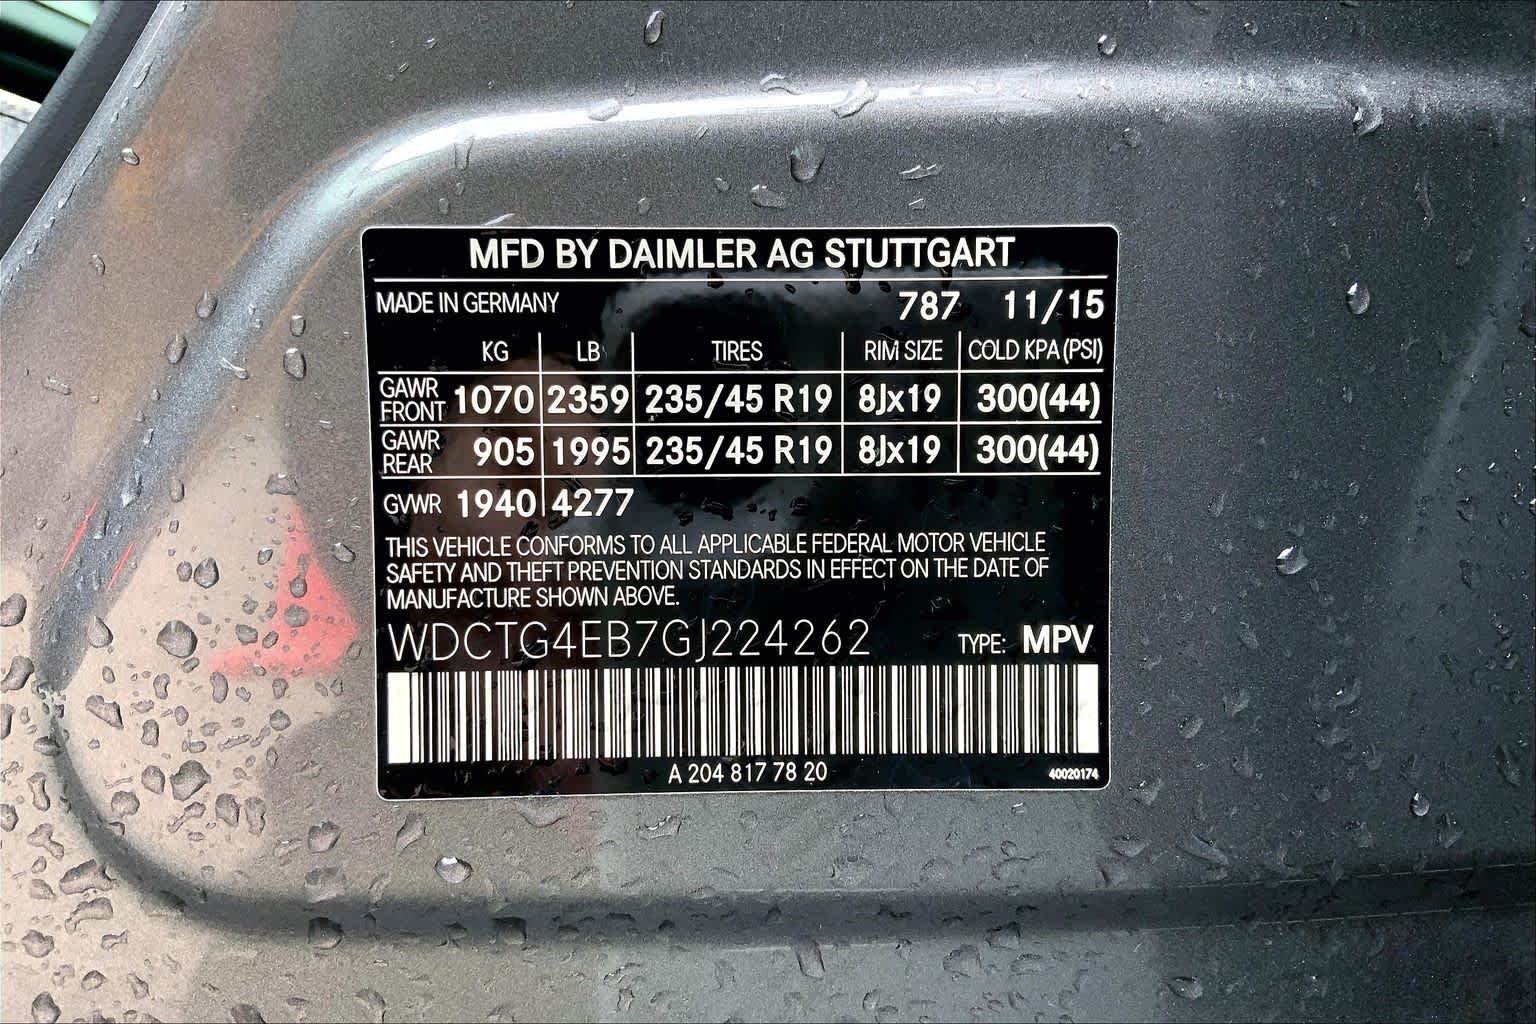 MFD BY DAIMLER AG STUTTGART
MADE IN GERMANY 787 11/15
KG LB TIRES RIM SIZE COLD KPA(PSI)
GAWR FRONT 1070 2359 235/45 R19 8Jx19 300(44)
GAWR REAR 905 1995 235/45 R19 8Jx19 300(44)
GVWR 1940 4277
THIS VEHICLE CONFORMS TO ALL APPLICABLE FEDERAL MOTOR VEHICLE
SAFETY AND THEFT PREVENTION STANDARDS IN EFFECT ON THE DATE OF
MANUFACTURE SHOWN ABOVE.
WDCTG4EB7GJ224262 TYPE: MPV
A 204 817 78 20 40020174